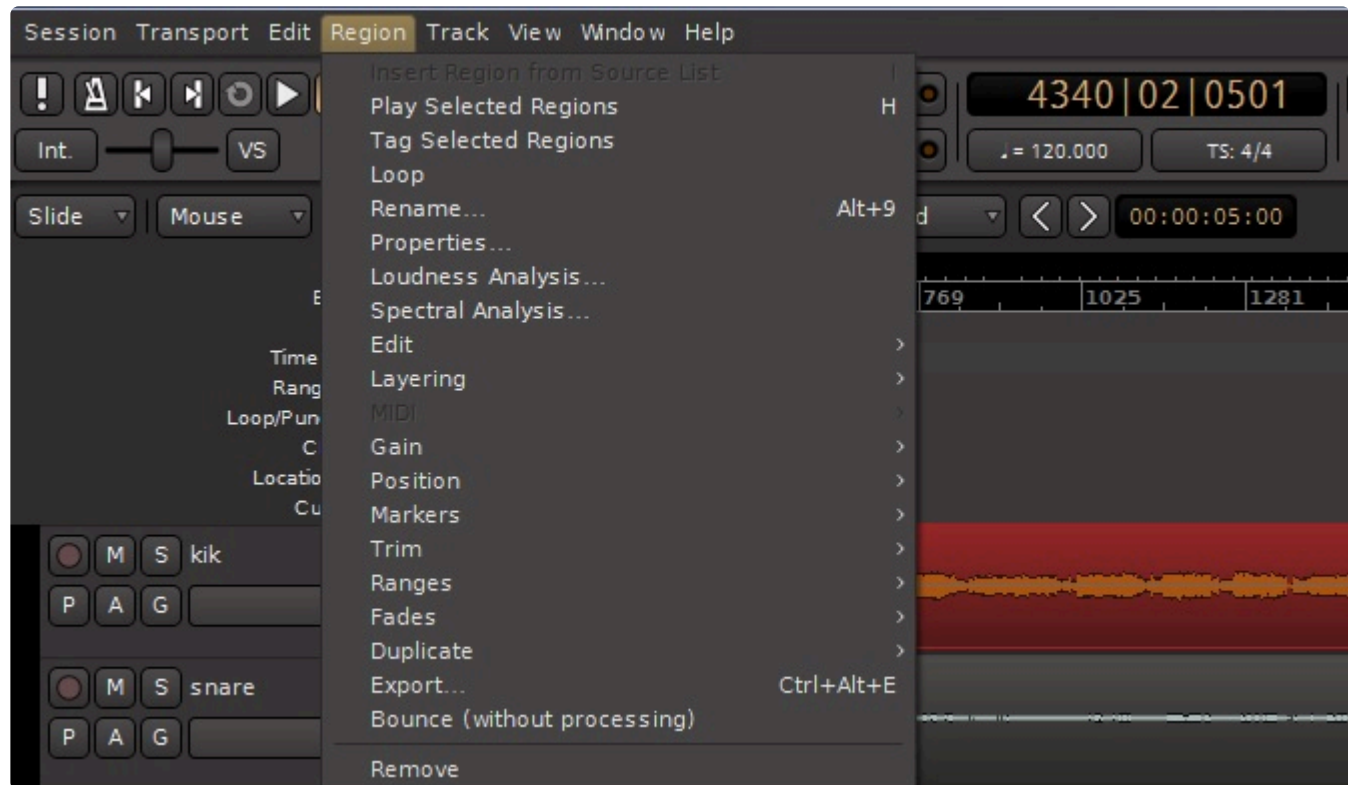 Session Transport Edit Region Track View Window Help
Insert Region from Source List I
Play Selected Regions H
Tag Selected Regions
Loop
Rename... Alt+9
Properties...
Loudness Analysis...
Spectral Analysis...
Edit
Layering
MIDI
Gain
Position
Markers
Trim
Ranges
Fades
Duplicate
Export... Ctrl+Alt+E
Bounce (without processing)
Remove
4340|02|0501
Int. VS
♩ = 120.000 TS: 4/4
Slide Mouse d 00:00:05:00
769 1025 1281
Time
Rang
Loop/Pun
C
Locatio
Cu
M S kik
P A G
M S snare
P A G